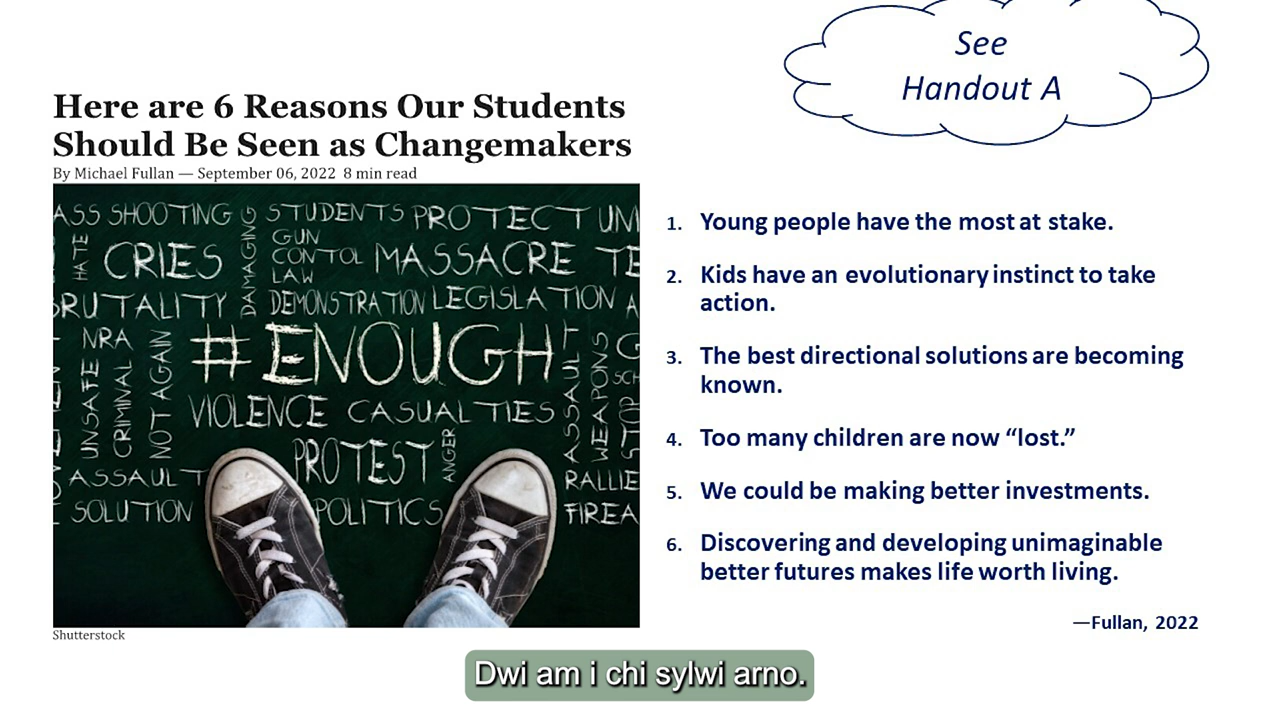 See
Handout A
Here are 6 Reasons Our Students
Should Be Seen as Changemakers
By Michael Fullan — September 06, 2022 8 min read
ASS SHOOTING
STUDENTS
PROTECT
HATE
CRIES
DAMAGING
GUN
CONTOL
LAW
MASSACRE
TE
BRUTALITY
DEMONSTRATION
LEGISLATION
A
NRA
#ENOUGH
UNSAFE
CRIMINAL
NOT AGAIN
VIOLENCE
CASUALTIES
ASSAULT
WEAPONS
PROTEST
ANGER
ASSAULT
RALLIE
SOLUTION
POLITICS
FIREA
Shutterstock
1. Young people have the most at stake.
2. Kids have an evolutionary instinct to take
action.
3. The best directional solutions are becoming
known.
4. Too many children are now “lost.”
5. We could be making better investments.
6. Discovering and developing unimaginable
better futures makes life worth living.
—Fullan, 2022
Dwi am i chi sylwi arno.